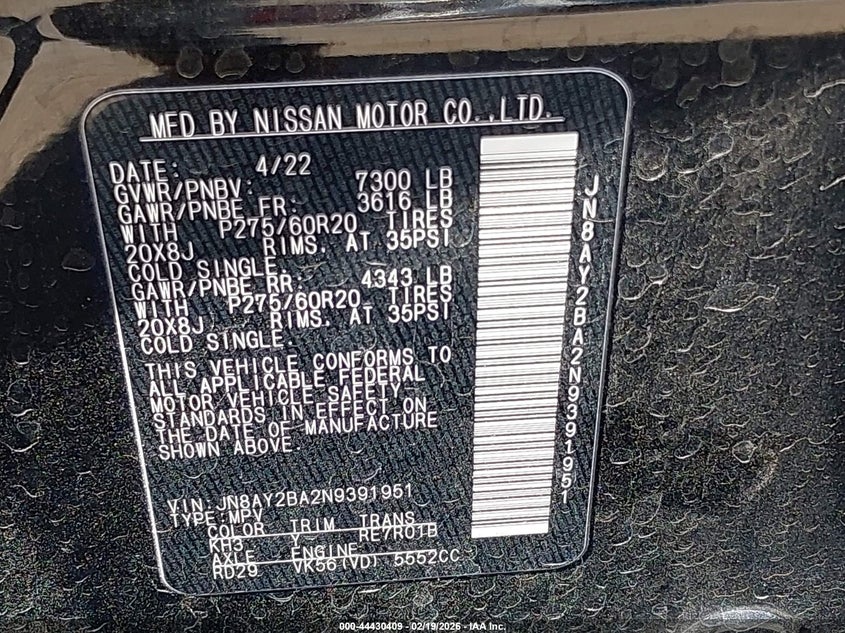 MFD BY NISSAN MOTOR CO.,LTD.
DATE: 4/22
GVWR/PNBV: 7300 LB
GAWR/PNBE FR: 3616 LB
WITH P275/60R20 TIRES
20X8J RIMS. AT 35PSI
COLD SINGLE.
GAWR/PNBE RR: 4343 LB
WITH P275/60R20 TIRES
20X8J RIMS. AT 35PSI
COLD SINGLE.
THIS VEHICLE CONFORMS TO
ALL APPLICABLE FEDERAL
MOTOR VEHICLE SAFETY
STANDARDS IN EFFECT ON
THE DATE OF MANUFACTURE
SHOWN ABOVE.
VIN: JN8AY2BA2N9391951
TYPE: MPV
COLOR TRIM TRANS
KH3 Y RE7R01B
AXLE ENGINE
RD29 VK56(VD) 5552CC
JN8AY2BA2N9391951
000-44430409 - 02/19/2026 - IAA Inc.